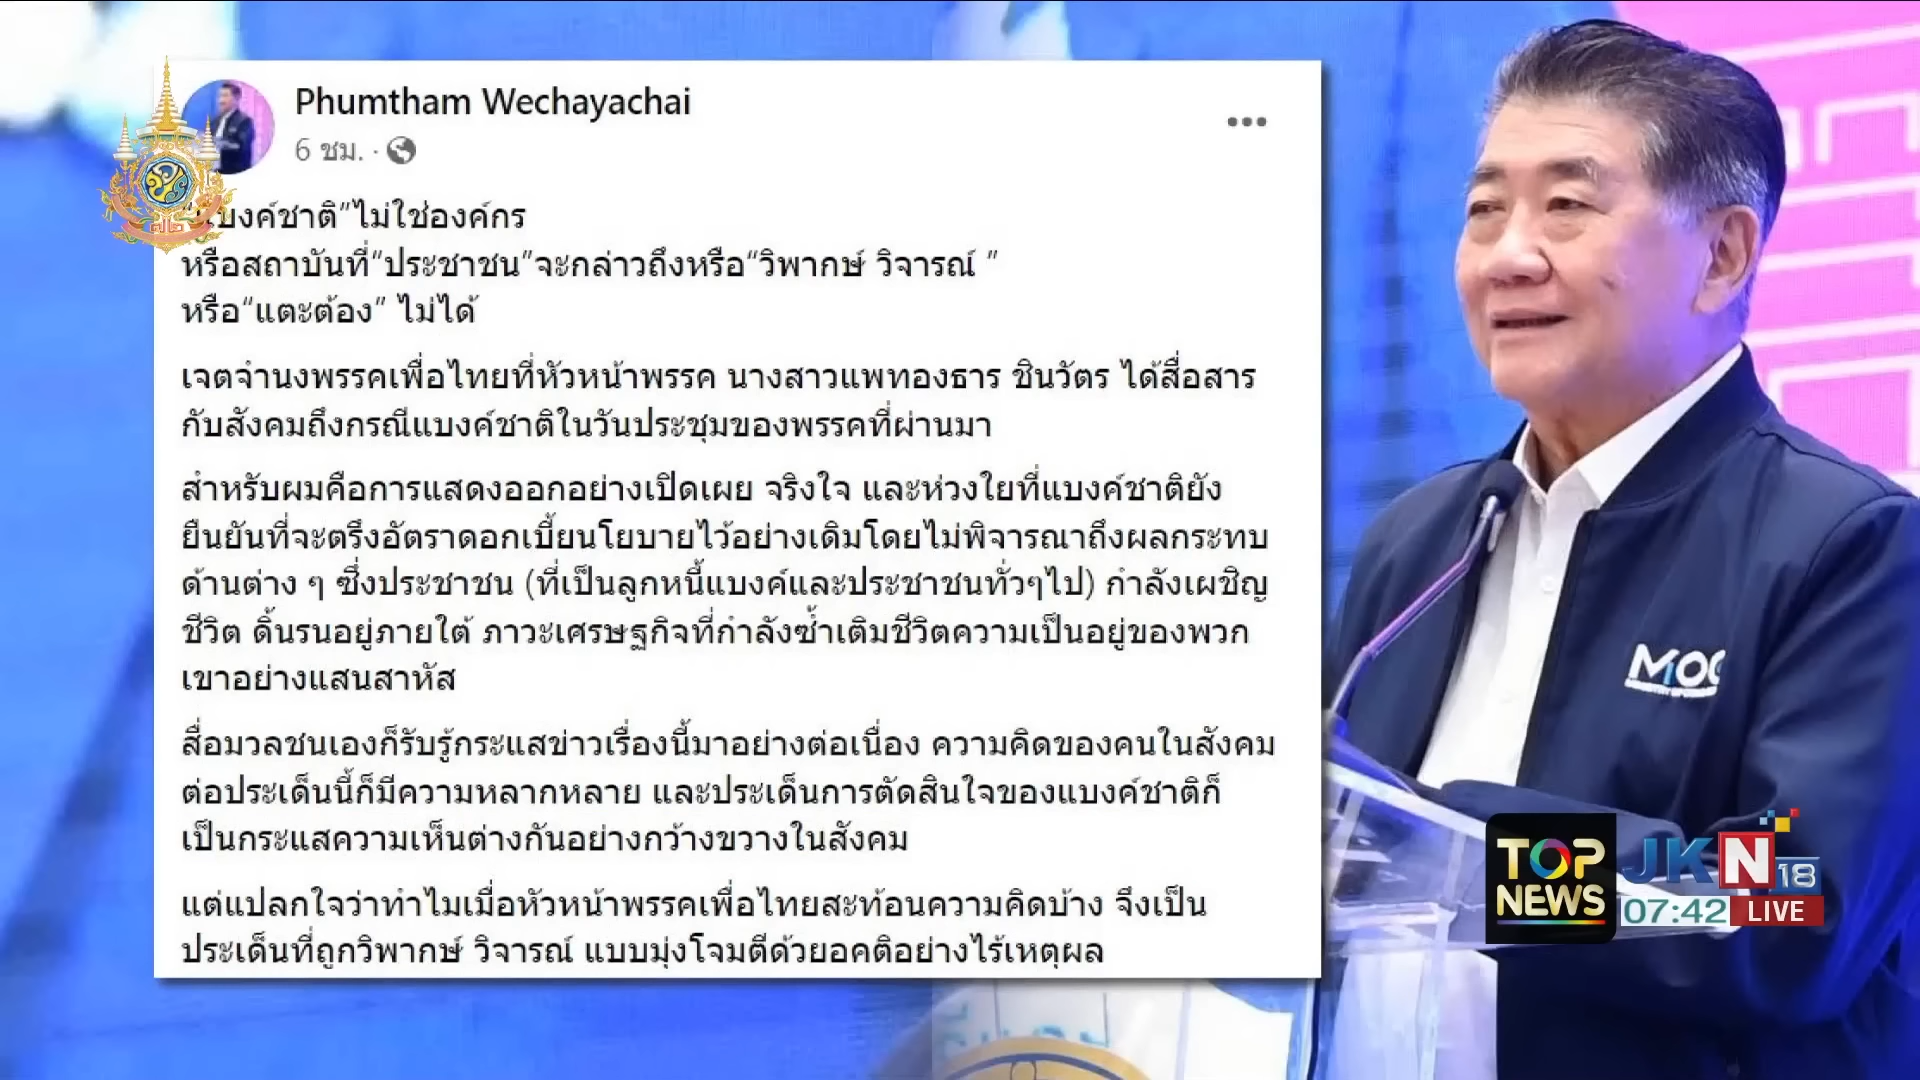 Phumtham Wechayachai
6 ชม. ·
“แบงค์ชาติ”ไม่ใช่องค์กร
หรือสถาบันที่“ประชาชน”จะกล่าวถึงหรือ“วิพากษ์ วิจารณ์ ”
หรือ“แตะต้อง” ไม่ได้
เจตจำนงพรรคเพื่อไทยที่หัวหน้าพรรค นางสาวแพทองธาร ชินวัตร ได้สื่อสาร
กับสังคมถึงกรณีแบงค์ชาติในวันประชุมของพรรคที่ผ่านมา
สำหรับผมคือการแสดงออกอย่างเปิดเผย จริงใจ และห่วงใยที่แบงค์ชาติยัง
ยืนยันที่จะตรึงอัตราดอกเบี้ยนโยบายไว้อย่างเดิมโดยไม่พิจารณาถึงผลกระทบ
ด้านต่าง ๆ ซึ่งประชาชน (ที่เป็นลูกหนี้แบงค์และประชาชนทั่วๆไป) กำลังเผชิญ
ชีวิต ดิ้นรนอยู่ภายใต้ ภาวะเศรษฐกิจที่กำลังซ้ำเติมชีวิตความเป็นอยู่ของพวก
เขาอย่างแสนสาหัส
สื่อมวลชนเองก็รับรู้กระแสข่าวเรื่องนี้มาอย่างต่อเนื่อง ความคิดของคนในสังคม
ต่อประเด็นนี้ก็มีความหลากหลาย และประเด็นการตัดสินใจของแบงค์ชาติก็
เป็นกระแสความเห็นต่างกันอย่างกว้างขวางในสังคม
แต่แปลกใจว่าทำไมเมื่อหัวหน้าพรรคเพื่อไทยสะท้อนความคิดบ้าง จึงเป็น
ประเด็นที่ถูกวิพากษ์ วิจารณ์ แบบมุ่งโจมตีด้วยอคติอย่างไร้เหตุผล
MOC
TOP NEWS
JKN 18
07:42 LIVE